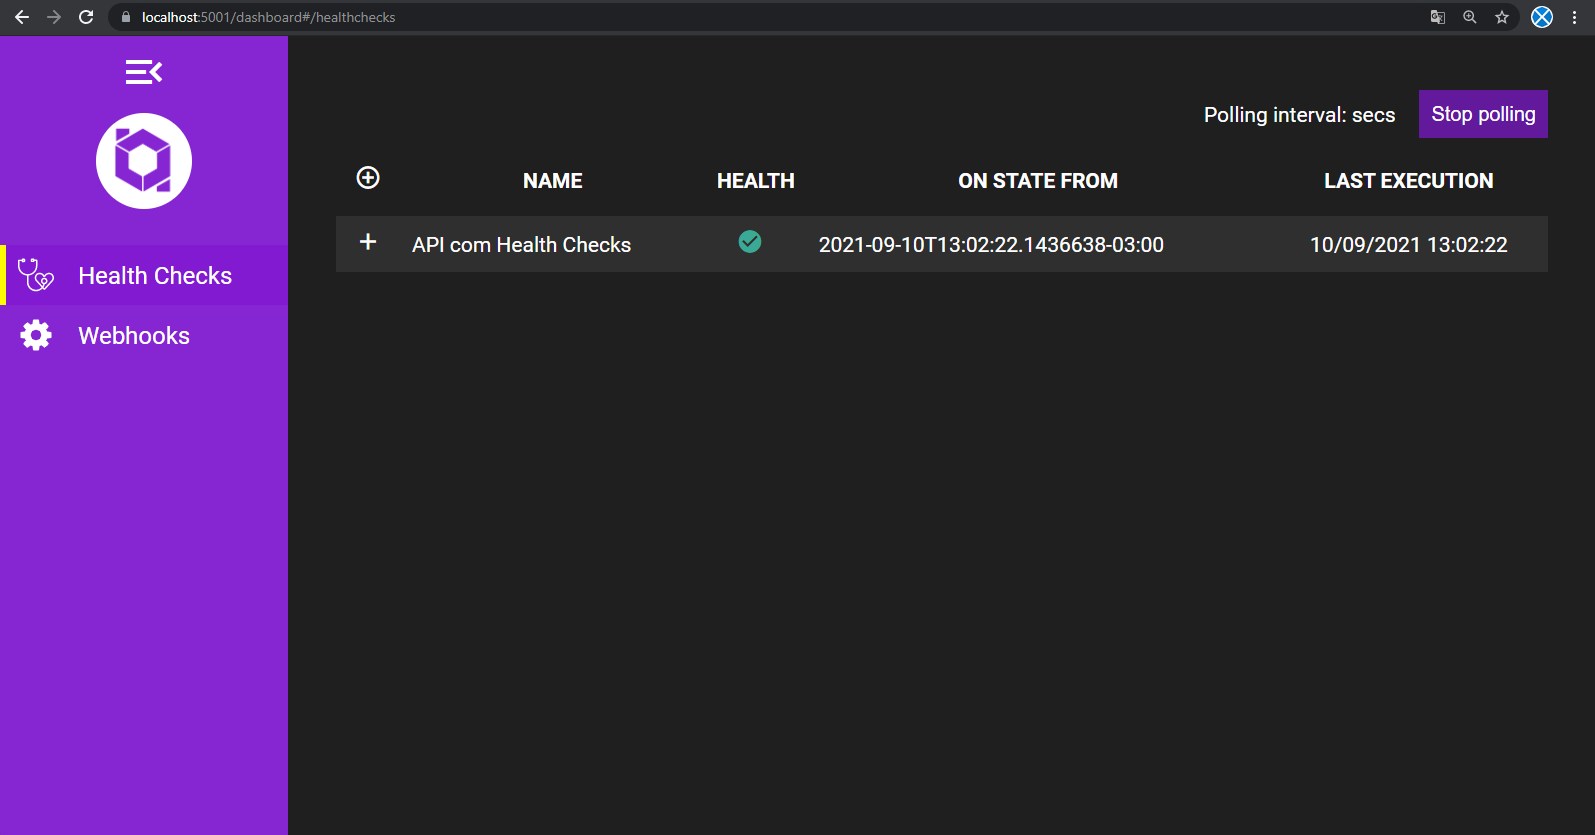 localhost:5001/dashboard#/healthchecks
Polling interval: secs Stop polling
NAME HEALTH ON STATE FROM LAST EXECUTION
API com Health Checks 2021-09-10T13:02:22.1436638-03:00 10/09/2021 13:02:22
Health Checks
Webhooks